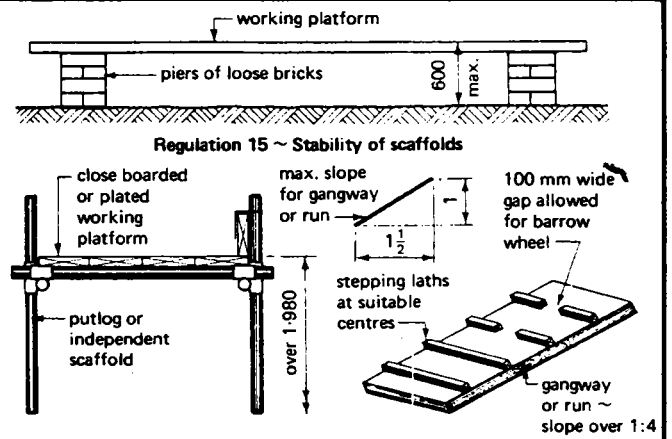 working platform
piers of loose bricks
600
max.
Regulation 15 ~ Stability of scaffolds
close boarded
or plated
working
platform
max. slope
for gangway
or run
1
1½
100 mm wide
gap allowed
for barrow
wheel
putlog or
independent
scaffold
over 1·980
stepping laths
at suitable
centres
gangway
or run ~
slope over 1:4